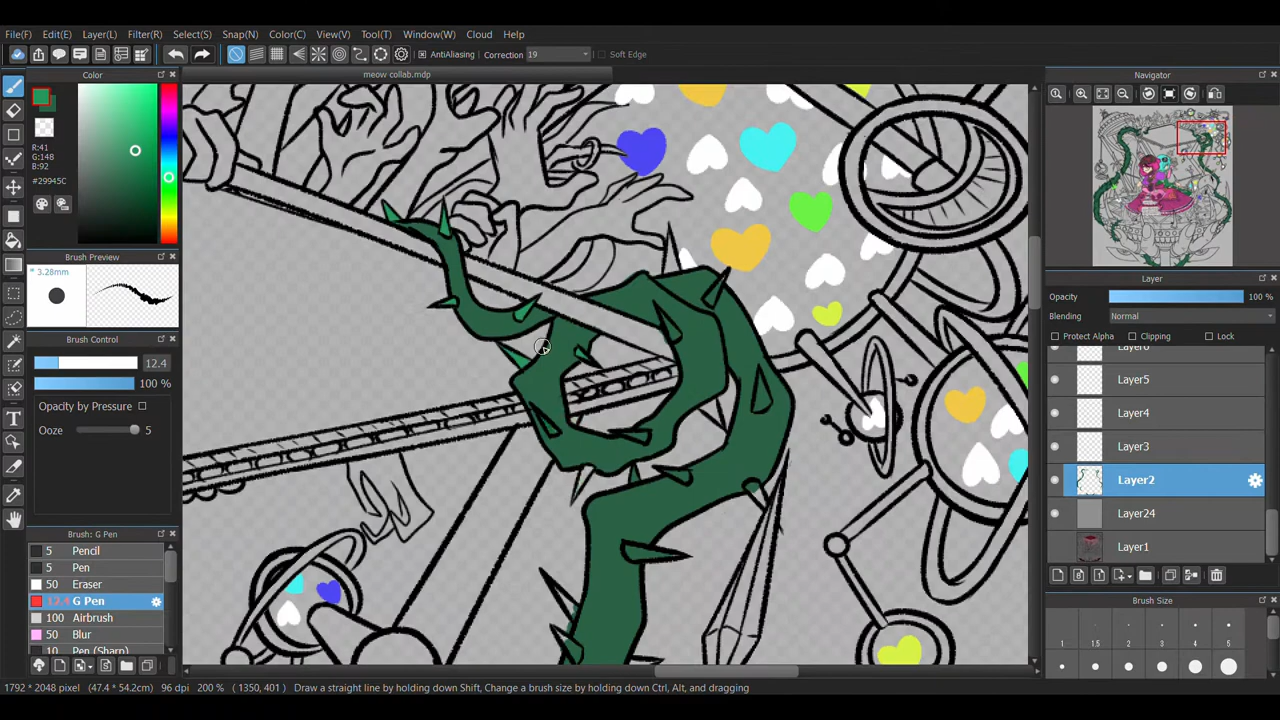 File(F) Edit(E) Layer(L) Filter(R) Select(S) Snap(N) Color(C) View(V) Tool(T) Window(W) Cloud Help
AntiAliasing Correction 19 Soft Edge
Color
meow collab.mdp
Navigator
R:41
G:148
B:92
#29945C
Brush Preview
* 3.28mm
Brush Control
12.4
100 %
Opacity by Pressure
Ooze 5
Brush: G Pen
5 Pencil
5 Pen
50 Eraser
12.4 G Pen
100 Airbrush
50 Blur
5 Pen (Sharp)
Layer
Opacity 100 %
Blending Normal
Protect Alpha Clipping Lock
Layer6
Layer5
Layer4
Layer3
Layer2
Layer24
Layer1
Brush Size
1 1.5 2 3 4 5
1792 * 2048 pixel (47.4 * 54.2cm) 96 dpi 200 % ( 1350, 401 ) Draw a straight line by holding down Shift, Change a brush size by holding down Ctrl, Alt, and dragging